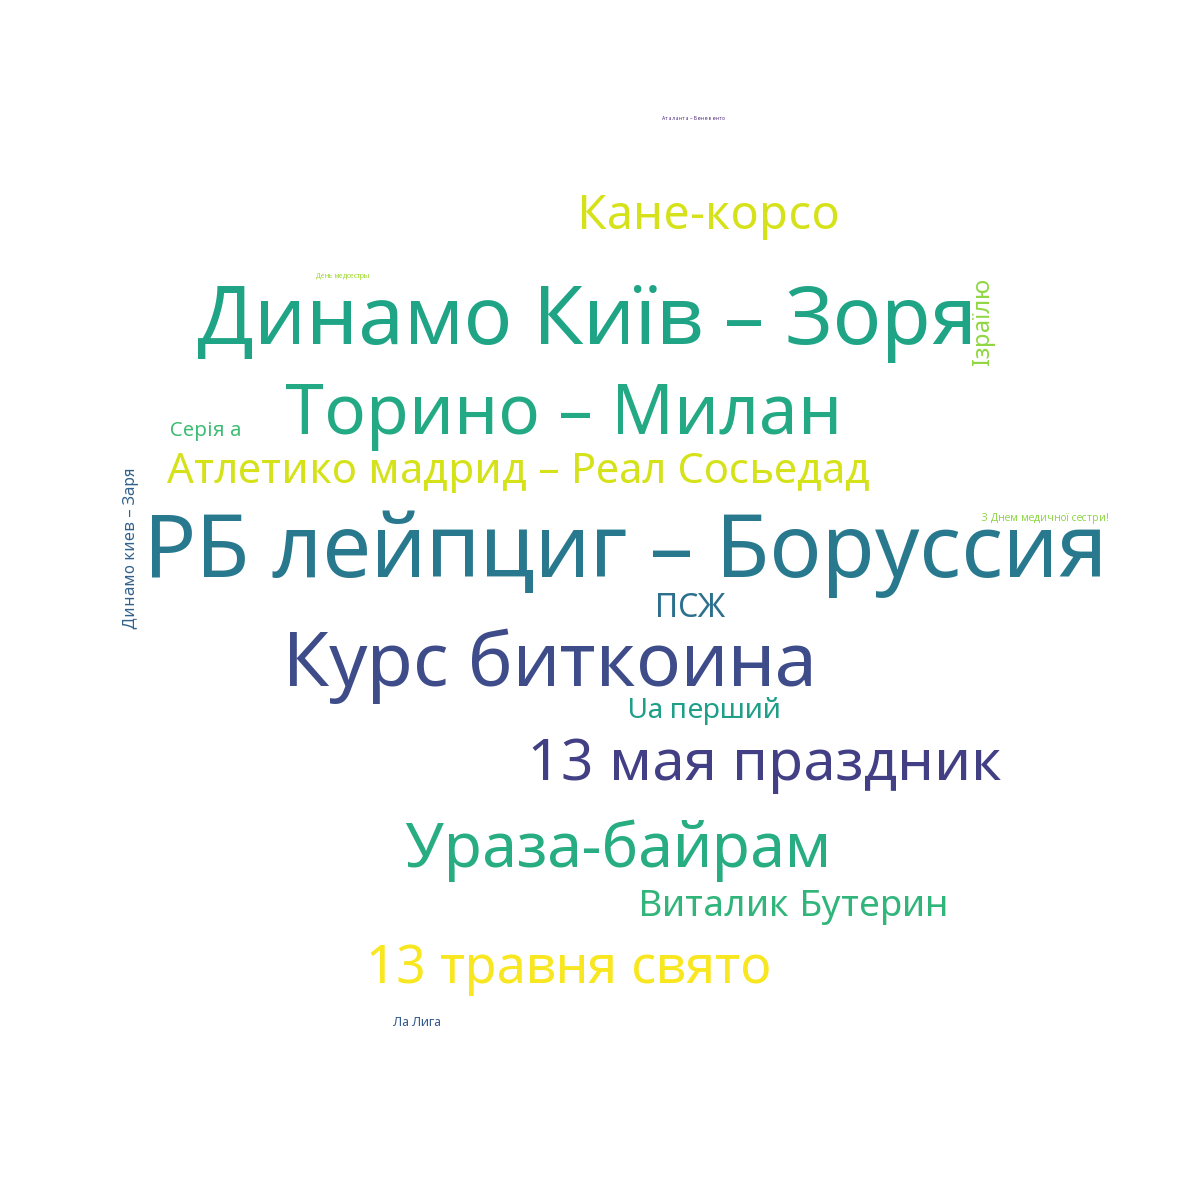 Аталанта – Беневенто
Кане-корсо
День медсестры
Динамо Київ – Зоря
Ізраїлю
Торино – Милан
Серія а
Атлетико мадрид – Реал Сосьедад
Динамо киев – Заря
З Днем медичної сестри!
РБ лейпциг – Боруссия
ПСЖ
Курс биткоина
Ua перший
13 мая праздник
Ураза-байрам
Виталик Бутерин
13 травня свято
Ла Лига